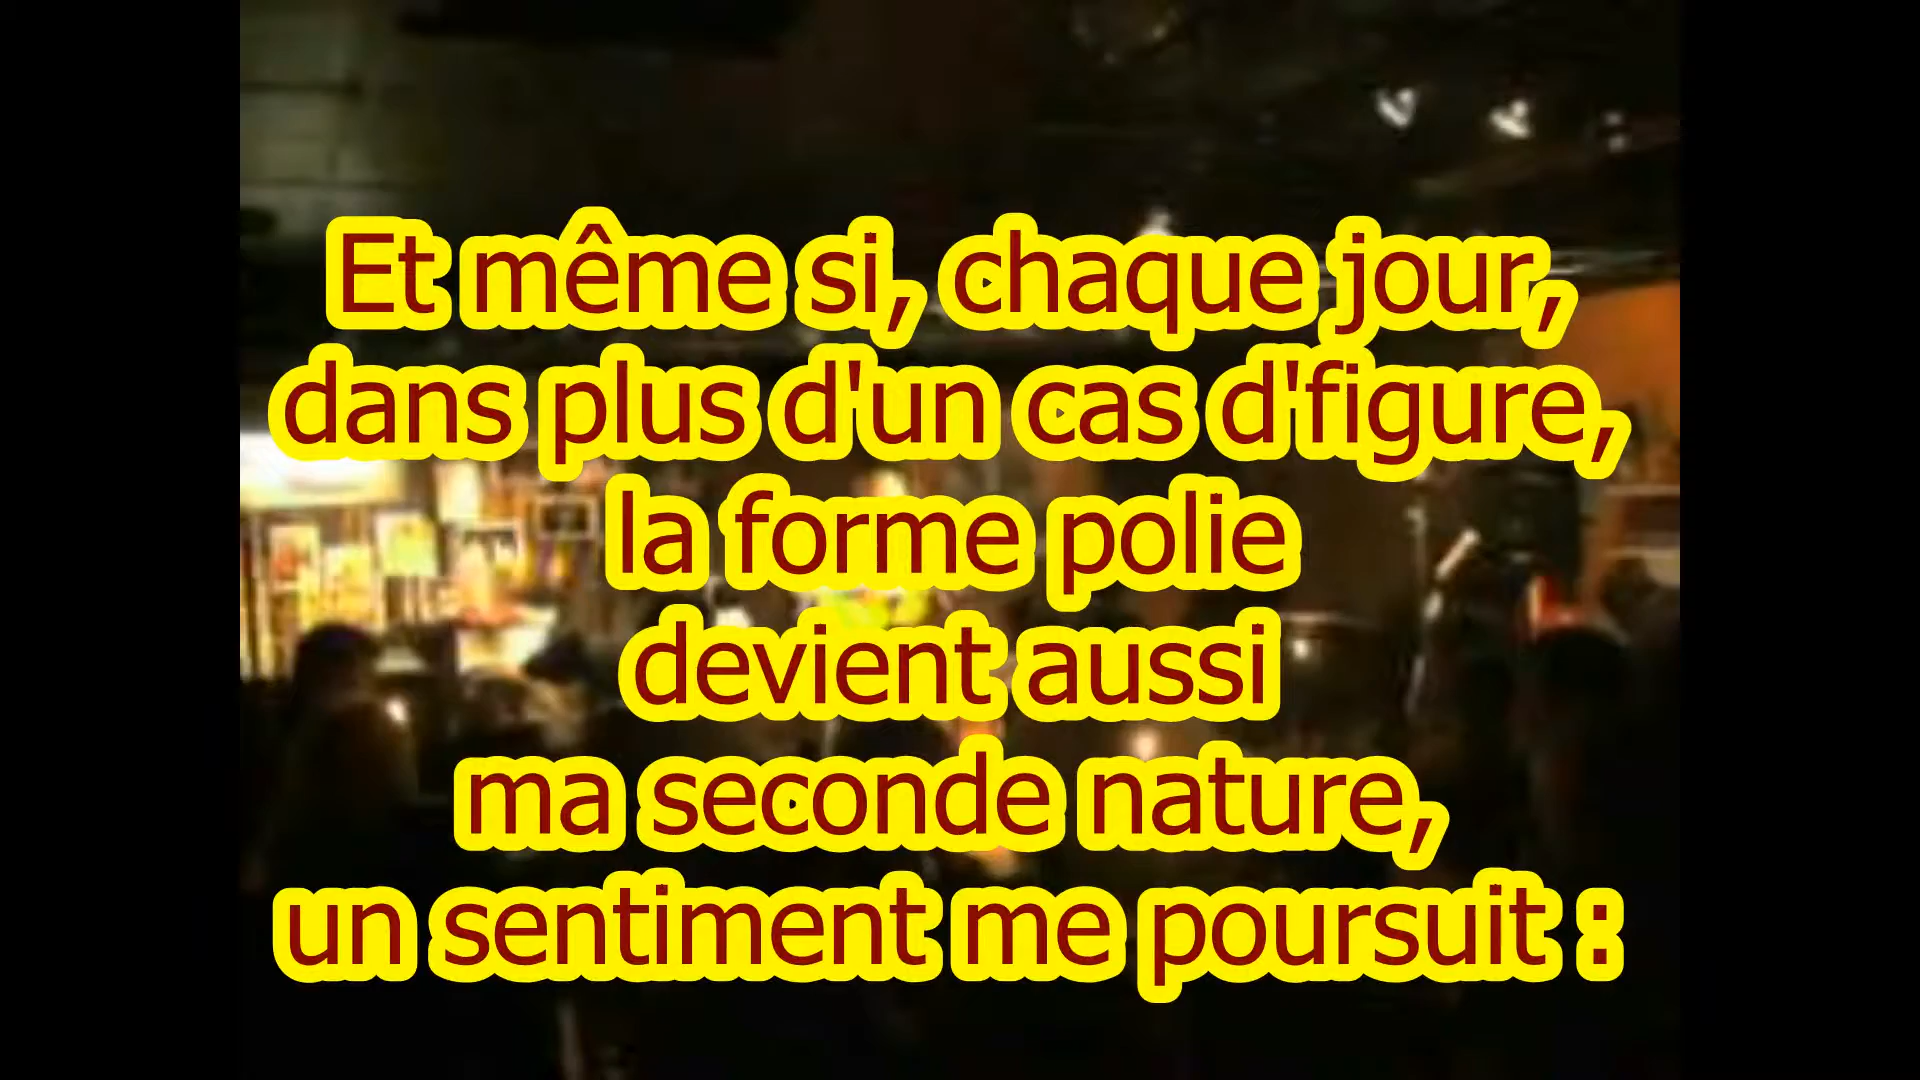 Et même si, chaque jour,
dans plus d'un cas d'figure,
la forme polie
devient aussi
ma seconde nature,
un sentiment me poursuit :